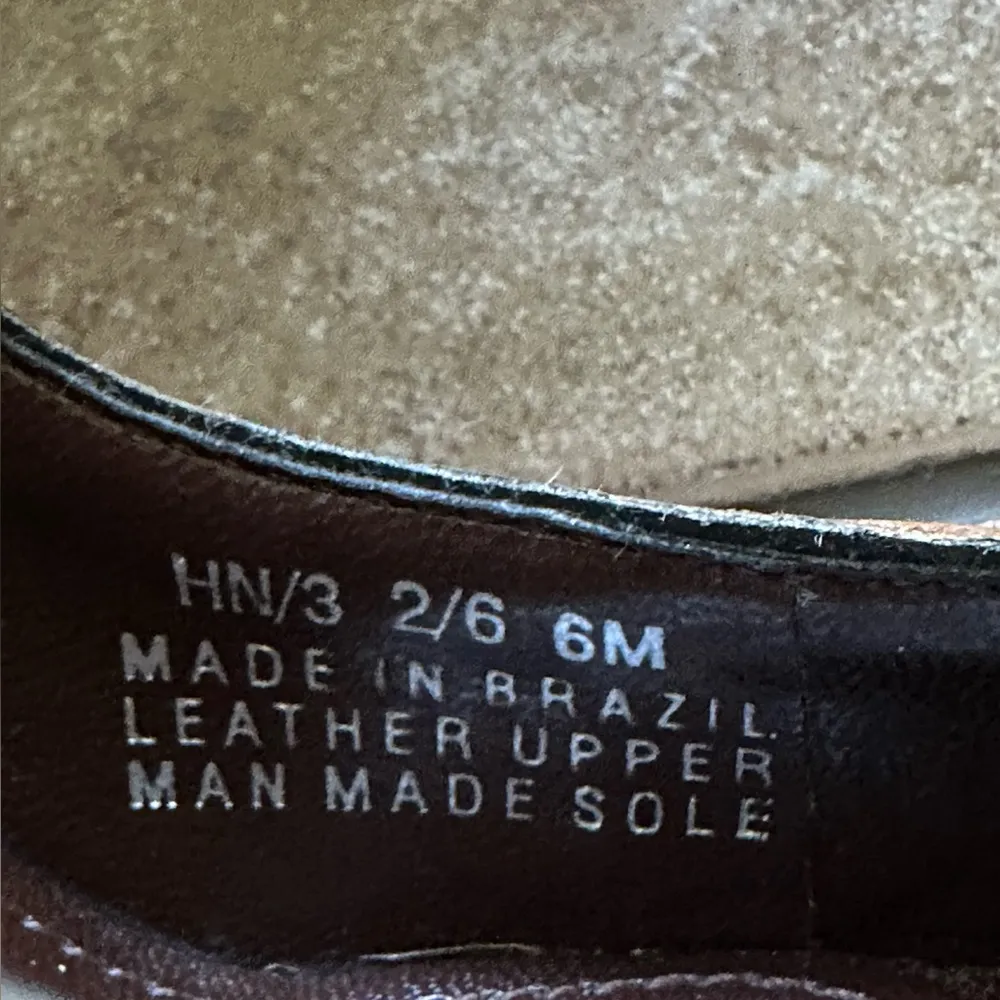 HN/3 2/6 6M
MADE IN BRAZIL
LEATHER UPPER
MAN MADE SOLE